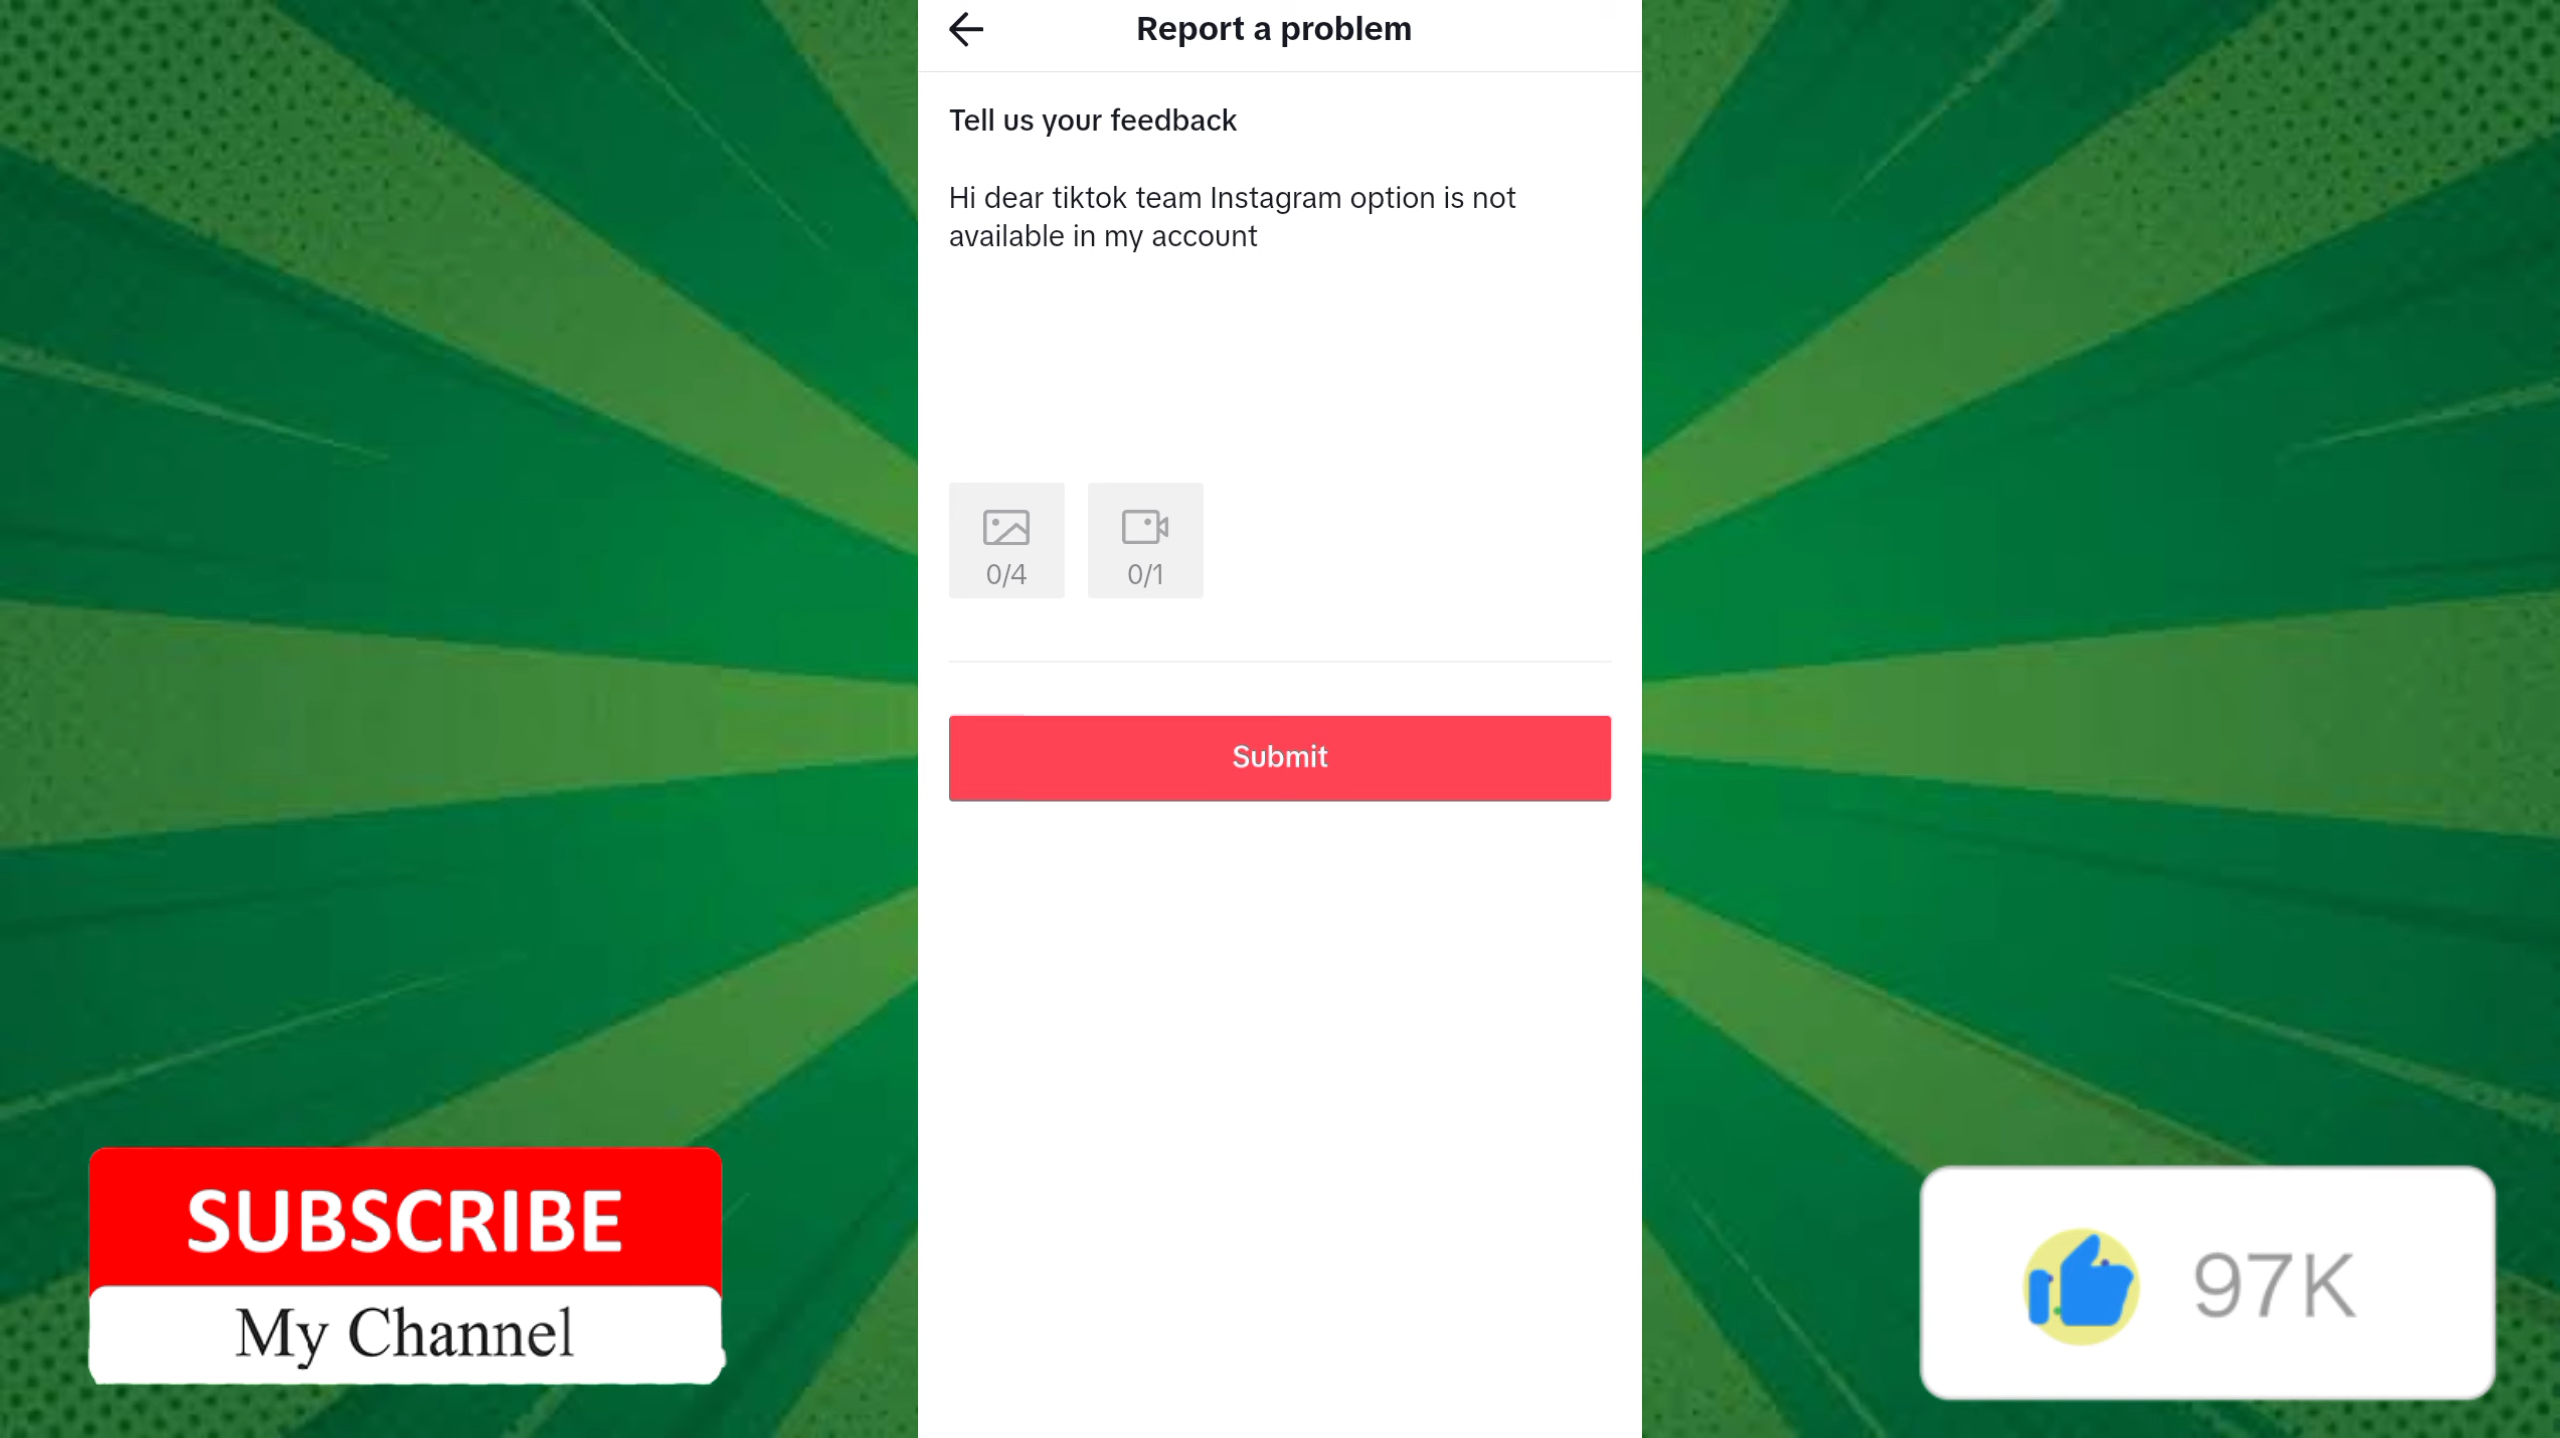 Report a problem
Tell us your feedback
Hi dear tiktok team Instagram option is not
available in my account
0/4
0/1
Submit
SUBSCRIBE
My Channel
97K